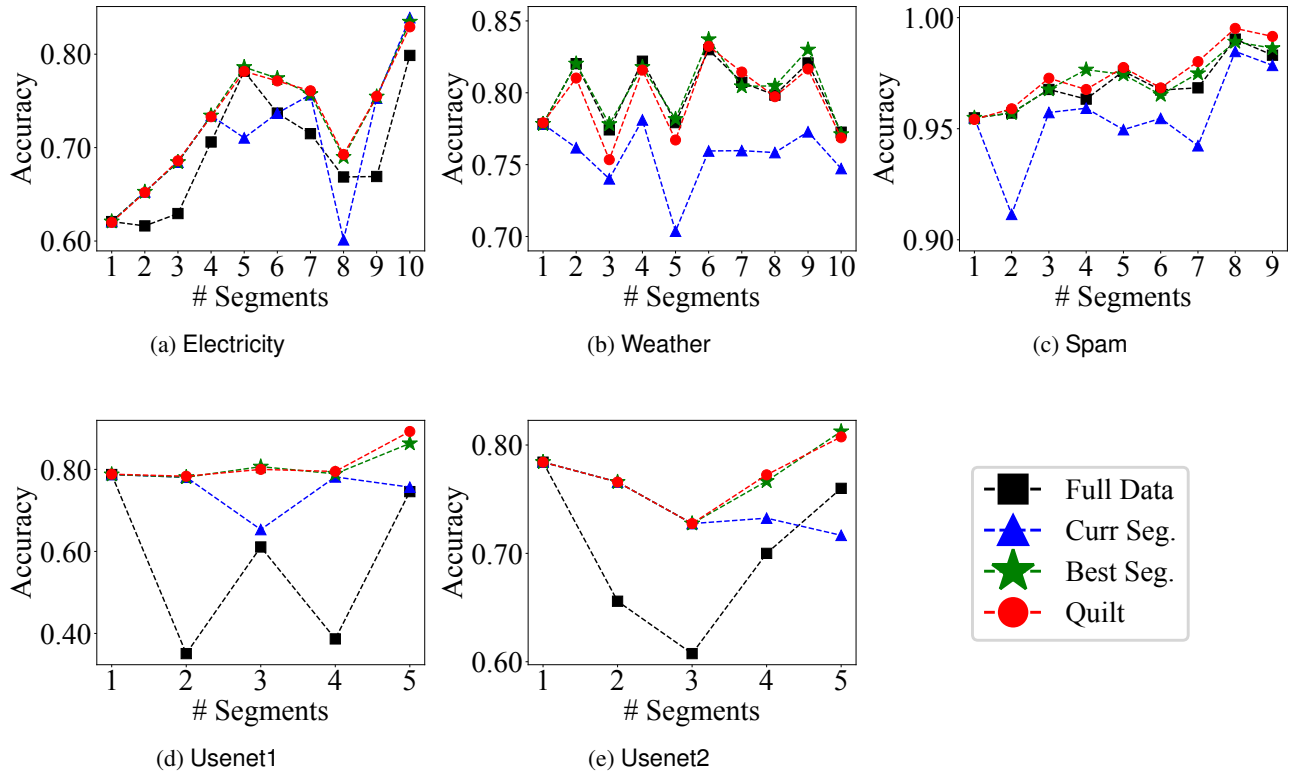 Accuracy
0.80
0.70
0.60
1 2 3 4 5 6 7 8 9 10
# Segments
(a) Electricity
Accuracy
0.85
0.80
0.75
0.70
1 2 3 4 5 6 7 8 9 10
# Segments
(b) Weather
Accuracy
1.00
0.95
0.90
1 2 3 4 5 6 7 8 9
# Segments
(c) Spam
Accuracy
0.80
0.60
0.40
1 2 3 4 5
# Segments
(d) Usenet1
Accuracy
0.80
0.70
0.60
1 2 3 4 5
# Segments
(e) Usenet2
Full Data
Curr Seg.
Best Seg.
Quilt